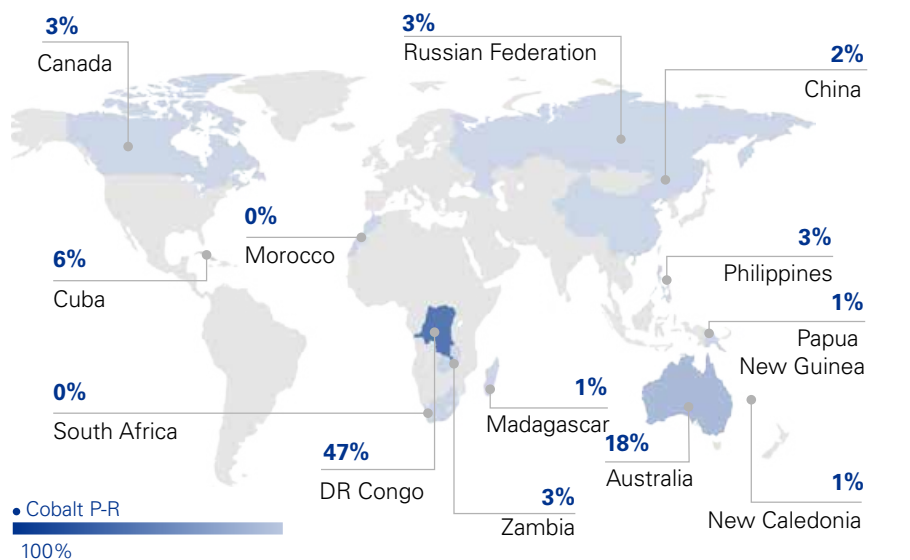 3%
Canada
3%
Russian Federation
2%
China
0%
Morocco
6%
Cuba
3%
Philippines
1%
Papua
New Guinea
0%
South Africa
47%
DR Congo
1%
Madagascar
18%
Australia
3%
Zambia
1%
New Caledonia
Cobalt P-R
100%